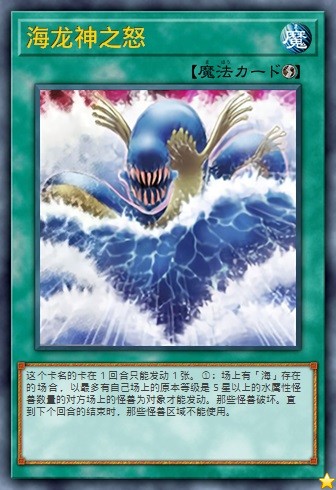 海龙神之怒
魔
【魔法カード】
这个卡名的卡在１回合只能发动１张。①：场上有「海」存在
的场合，以最多有自己场上的原本等级是５星以上的水属性怪
兽数量的对方场上的怪兽为对象才能发动。那些怪兽破坏。直
到下个回合的结束时，那些怪兽区域不能使用。